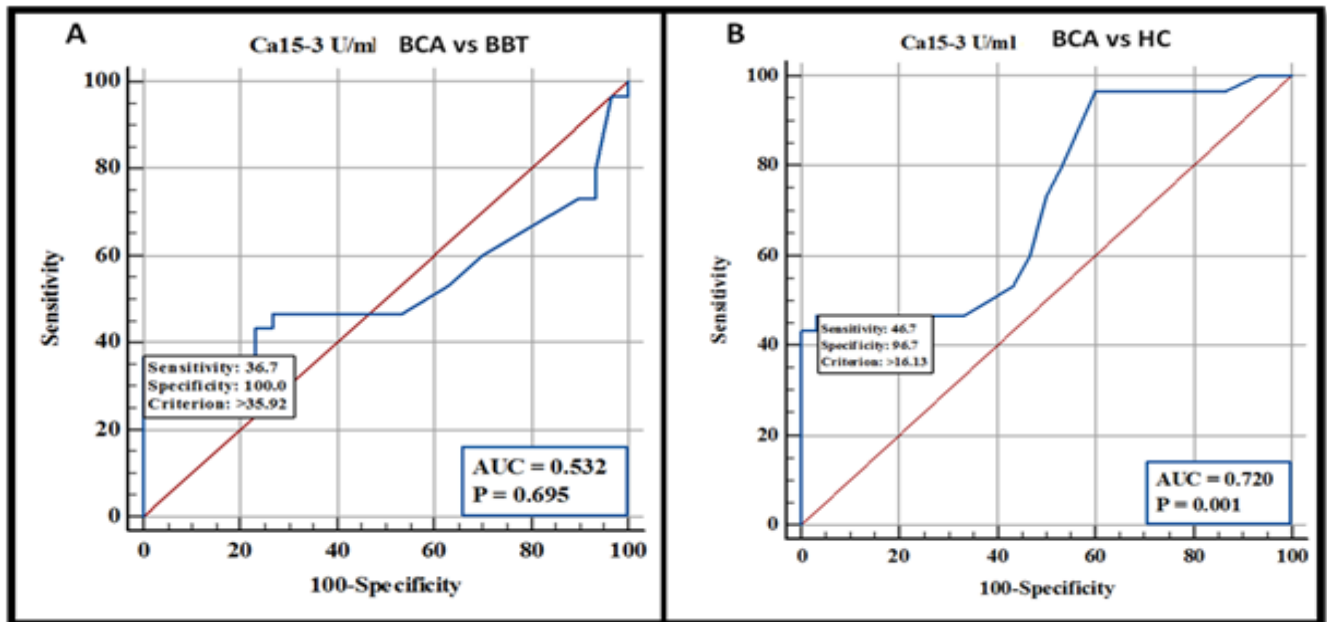 A
Ca15-3 U/ml BCA vs BBT
100
80
60
40
20
0
Sensitivity
Sensitivity: 36.7
Specificity: 100.0
Criterion: >35.92
AUC = 0.532
P = 0.695
0 20 40 60 80 100
100-Specificity
B
Ca15-3 U/ml BCA vs HC
100
80
60
40
20
0
Sensitivity
Sensitivity: 46.7
Specificity: 96.7
Criterion: >16.13
AUC = 0.720
P = 0.001
0 20 40 60 80 100
100-Specificity